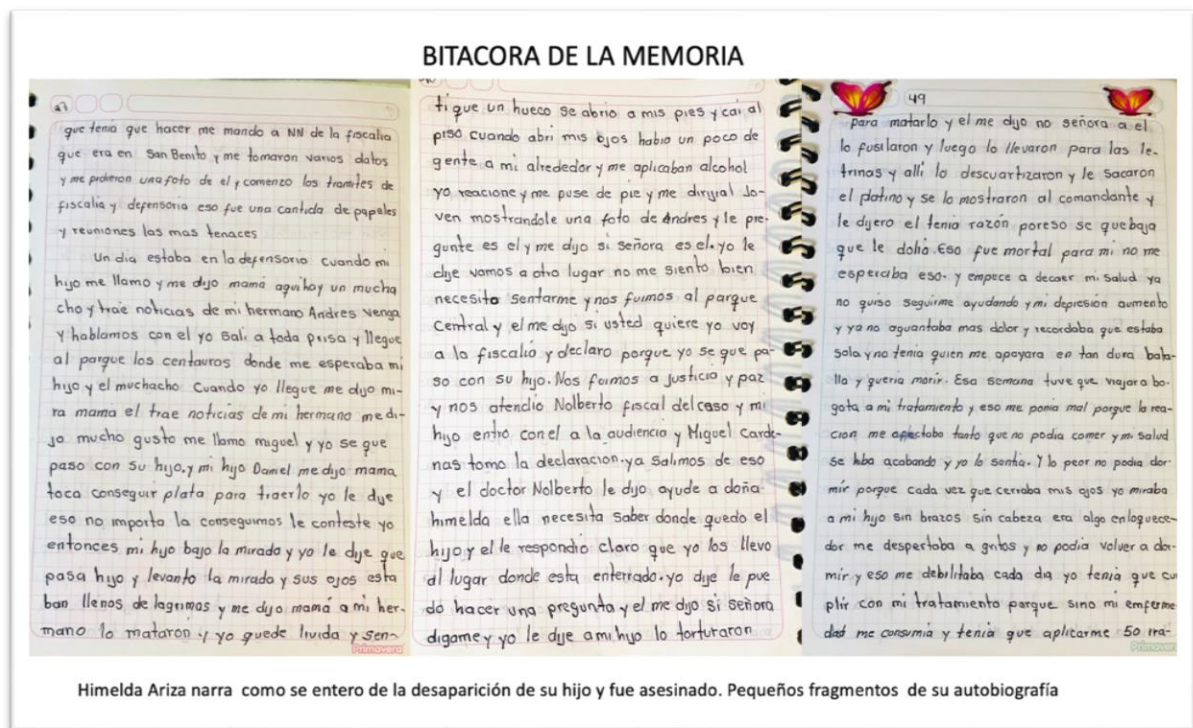 BITACORA DE LA MEMORIA
27
que tenia que hacer me mando a NN de la fiscalia
que era en San Benito y me tomaron varios datos
y me pidieron una foto de el y comenzo los tramites de
fiscalia y defensoria eso fue una cantida de papeles
y reuniones las mas tenaces
Un dia estaba en la defensoria cuando mi
hijo me llamo y me dijo mamá aqui hay un mucha
cho y trae noticias de mi hermano Andres venga
y hablamos con el yo Sali a toda prisa y llegue
al parque los centauros donde me esperaba mi
hijo y el muchacho Cuando yo llegue me dijo mi-
ra mama el trae noticias de mi hermano me di-
jo mucho gusto me llamo miguel y yo se que
paso con su hijo, y mi hijo Daniel me dijo mama
toca conseguir plata para traerlo yo le dije
eso no importa la conseguimos le conteste yo
entonces mi hijo bajo la mirada y yo le dije que
pasa hijo y levanto la mirada y sus ojos esta
ban llenos de lagrimas y me dijo mamá a mi her-
mano lo mataron y yo quede livida y sen-
Primavera
ti que un hueco se abrio a mis pies y cai al
piso cuando abri mis ojos habia un poco de
gente a mi alrededor y me aplicaban alcohol
yo reaccione y me puse de pie y me diriji al Jo-
ven mostrandole una foto de Andres y le pre-
gunte es el y me dijo si señora es el. yo le
dije vamos a otro lugar no me siento bien
necesito sentarme y nos fuimos al parque
Central y el me dijo si usted quiere yo voy
a la fiscalia y declaro porque yo se que pa-
so con su hijo. Nos fuimos a justicia y paz
y nos atendio Nolberto fiscal del caso y mi
hijo entro con el a la audiencia y Miguel Carde-
nas tomo la declaracion. ya salimos de eso
y el doctor Nolberto le dijo ayude a doña
himelda ella necesita saber donde quedo el
hijo y el le respondio claro que yo los llevo
al lugar donde esta enterrado. yo dije le pue
do hacer una pregunta y el me dijo si señora
digame y yo le dije a mi hijo lo torturaron
49
para matarlo y el me dijo no señora a el
lo fusilaron y luego lo llevaron para las le-
trinas y alli lo descuartizaron y le sacaron
el platino y se lo mostraron al comandante y
le dijero el tenia razón por eso se quebaja
que le dolia. Eso fue mortal para mi no me
esperaba eso. y empece a decaer mi salud ya
no quiso seguirme ayudando y mi depresion aumento
y ya no aguantaba mas dolor y recordaba que estaba
sola y no tenia quien me apoyara en tan dura bata-
lla y queria morir. Esa semana tuve que viajar a bo-
gota a mi tratamiento y eso me ponia mal porque la rea-
cion me afectaba tanto que no podia comer y mi salud
se hiba acabando y yo lo sentia. Y lo peor no podia dor
mir porque cada vez que cerraba mis ojos yo miraba
a mi hijo sin brazos sin cabeza era algo enloquece-
dor me despertaba a gritos y no podia volver a dor-
mir y eso me debilitaba cada dia yo tenia que cu
plir con mi tratamiento porque sino mi enferme
dad me consumia y tenia que aplicarme 50 ira-
Primavera
Himelda Ariza narra como se entero de la desaparición de su hijo y fue asesinado. Pequeños fragmentos de su autobiografía